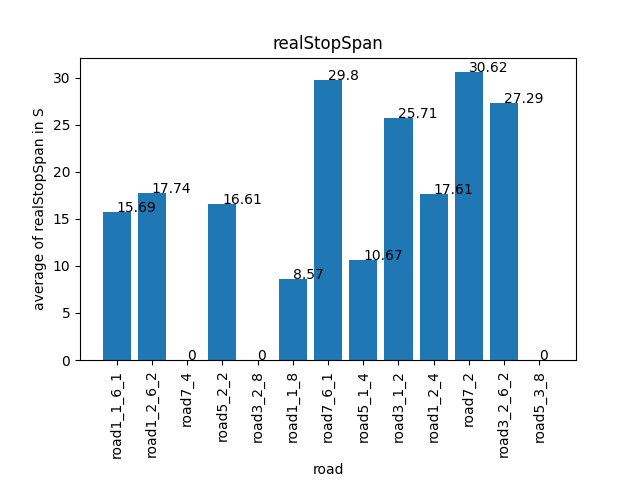 realStopSpan
average of realStopSpan in S
30
25
20
15
10
5
0
15.69
17.74
0
16.61
0
8.57
29.8
10.67
25.71
17.61
30.62
27.29
0
road1_1_6_1
road1_2_6_2
road7_4
road5_2_2
road3_2_8
road1_1_8
road7_6_1
road5_1_4
road3_1_2
road1_2_4
road7_2
road3_2_6_2
road5_3_8
road